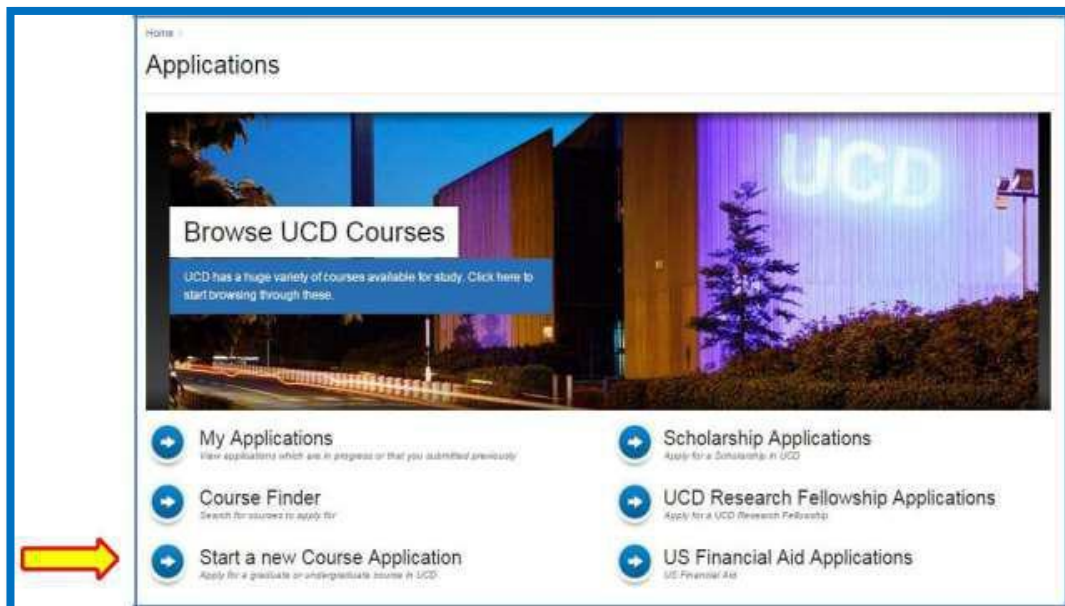 Home
Applications
UCD
Browse UCD Courses
UCD has a huge variety of courses available for study. Click here to
start browsing through these.
My Applications
View applications which are in progress or that you submitted previously
Course Finder
Search for courses to apply for
Start a new Course Application
Apply for a graduate or undergraduate course in UCD
Scholarship Applications
Apply for a Scholarship in UCD
UCD Research Fellowship Applications
Apply for a UCD Research Fellowship
US Financial Aid Applications
US Financial Aid